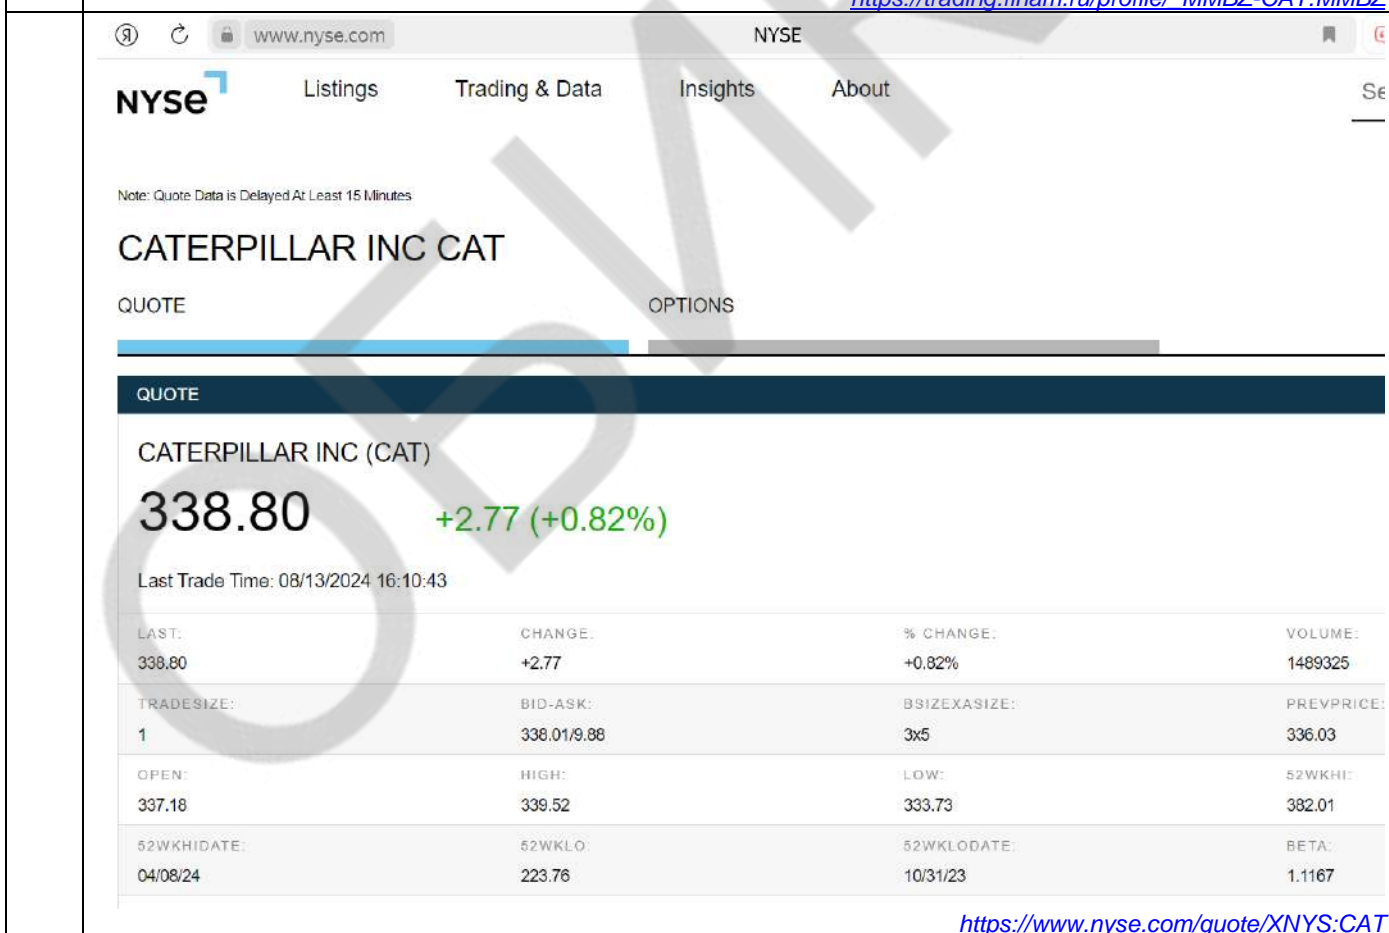 https://trading.finam.ru/profile/_MMBZ-CAT.MMBZ
Я www.nyse.com NYSE
NYSE Listings Trading & Data Insights About Se
Note: Quote Data is Delayed At Least 15 Minutes
CATERPILLAR INC CAT
QUOTE OPTIONS
QUOTE
CATERPILLAR INC (CAT)
338.80 +2.77 (+0.82%)
Last Trade Time: 08/13/2024 16:10:43
LAST: CHANGE: % CHANGE: VOLUME:
338.80 +2.77 +0.82% 1489325
TRADESIZE: BID-ASK: BSIZEXASIZE: PREVPRICE:
1 338.01/9.88 3x5 336.03
OPEN: HIGH: LOW: 52WKHI:
337.18 339.52 333.73 382.01
52WKHIDATE: 52WKLO: 52WKLODATE: BETA:
04/08/24 223.76 10/31/23 1.1167
https://www.nyse.com/quote/XNYS:CAT